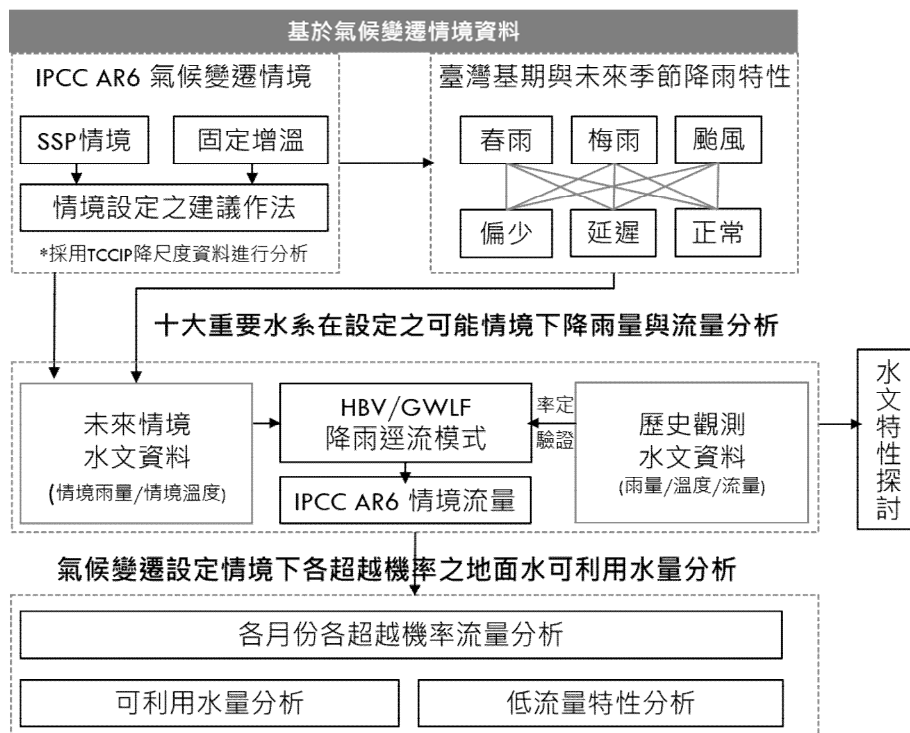 基於氣候變遷情境資料
IPCC AR6 氣候變遷情境
SSP情境
固定增溫
情境設定之建議作法
*採用TCCIP降尺度資料進行分析
臺灣基期與未來季節降雨特性
春雨
梅雨
颱風
偏少
延遲
正常
十大重要水系在設定之可能情境下降雨量與流量分析
未來情境
水文資料
(情境雨量/情境溫度)
HBV/GWLF
降雨逕流模式
IPCC AR6 情境流量
率定
驗證
歷史觀測
水文資料
(雨量/溫度/流量)
水文特性探討
氣候變遷設定情境下各超越機率之地面水可利用水量分析
各月份各超越機率流量分析
可利用水量分析
低流量特性分析